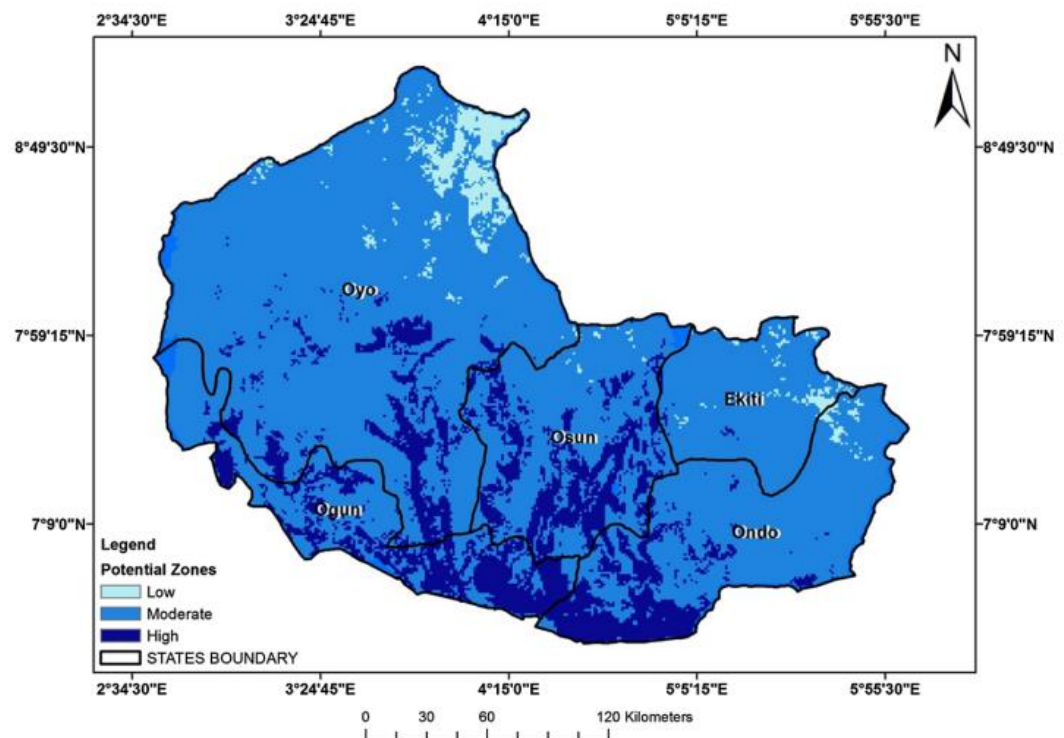 2°34'30"E 3°24'45"E 4°15'0"E 5°5'15"E 5°55'30"E
N
8°49'30"N 8°49'30"N
Oyo
7°59'15"N 7°59'15"N
Ekiti
Osun
Ogun
7°9'0"N 7°9'0"N
Ondo
Legend
Potential Zones
Low
Moderate
High
STATES BOUNDARY
2°34'30"E 3°24'45"E 4°15'0"E 5°5'15"E 5°55'30"E
0 30 60 120 Kilometers